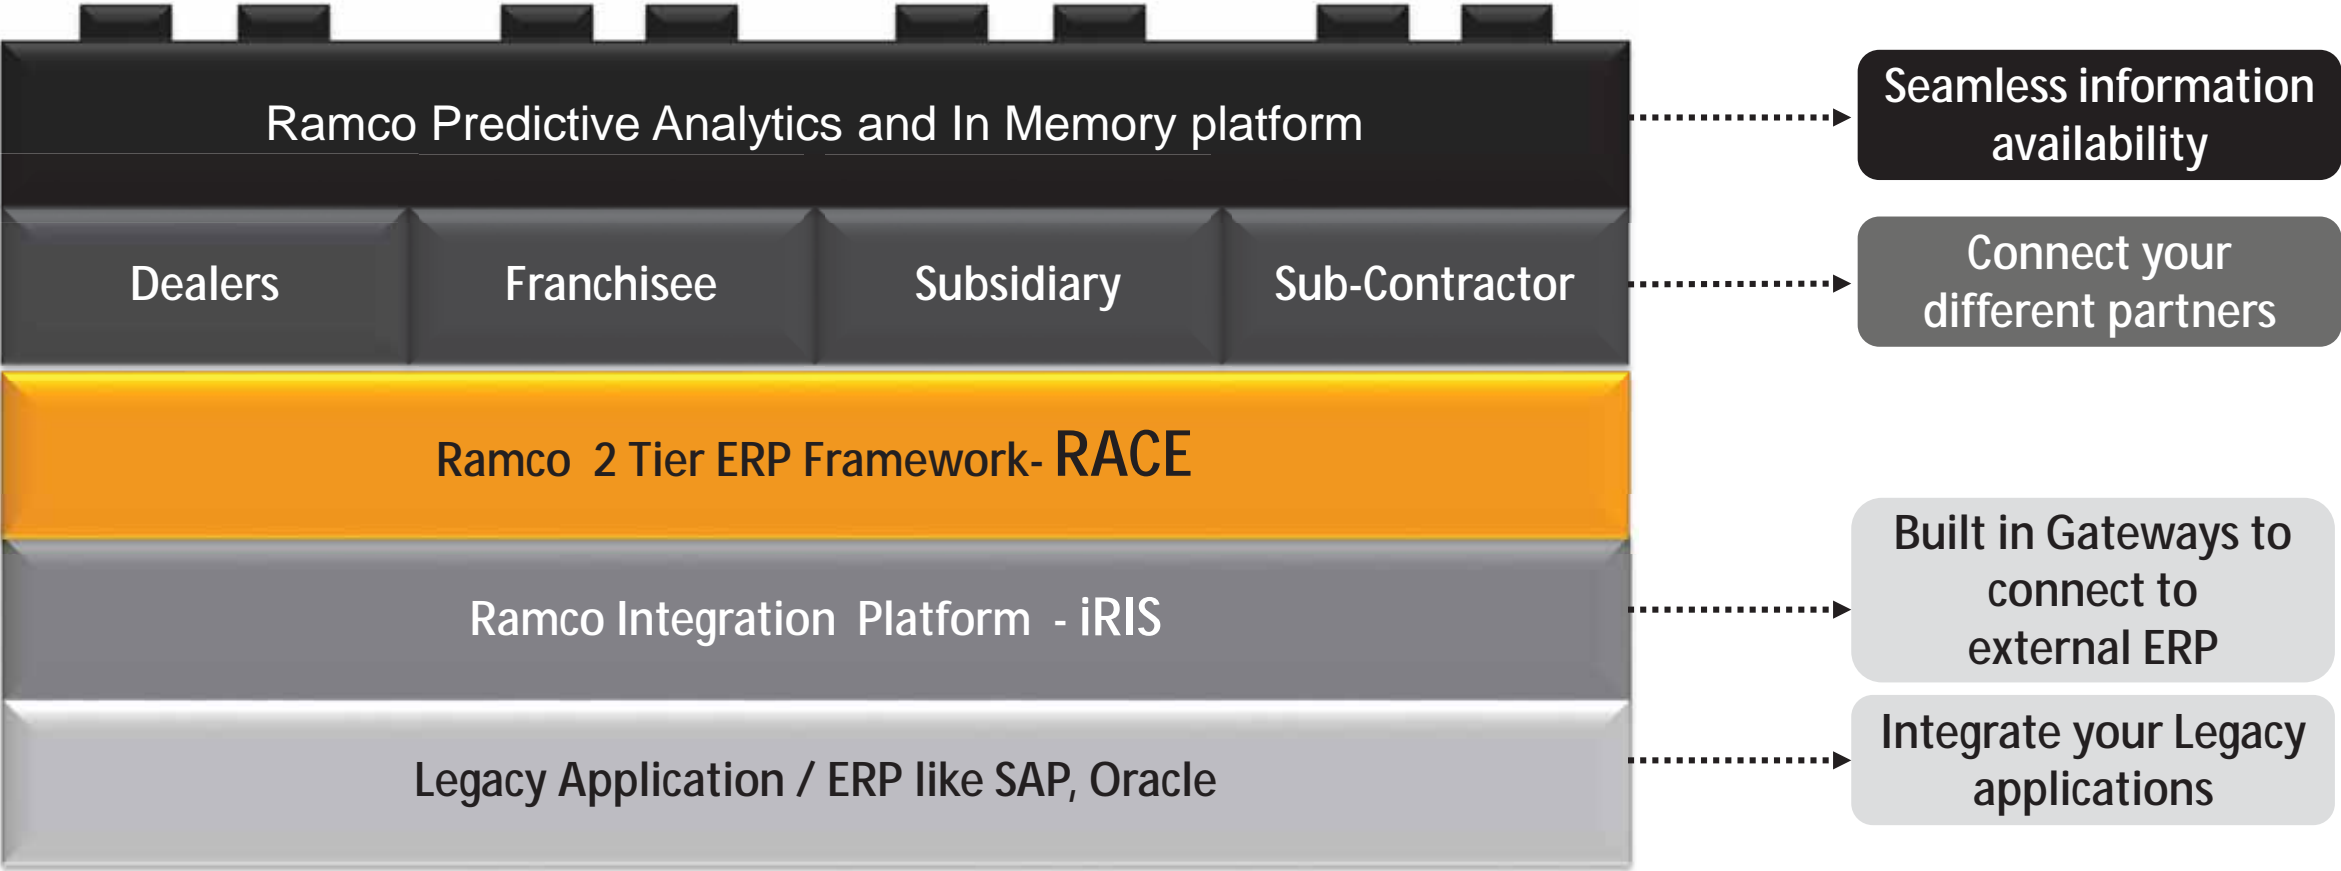 Ramco Predictive Analytics and In Memory platform
Seamless information
availability
Dealers
Franchisee
Subsidiary
Sub-Contractor
Connect your
different partners
Ramco 2 Tier ERP Framework- RACE
Ramco Integration Platform - iRIS
Built in Gateways to
connect to
external ERP
Legacy Application / ERP like SAP, Oracle
Integrate your Legacy
applications